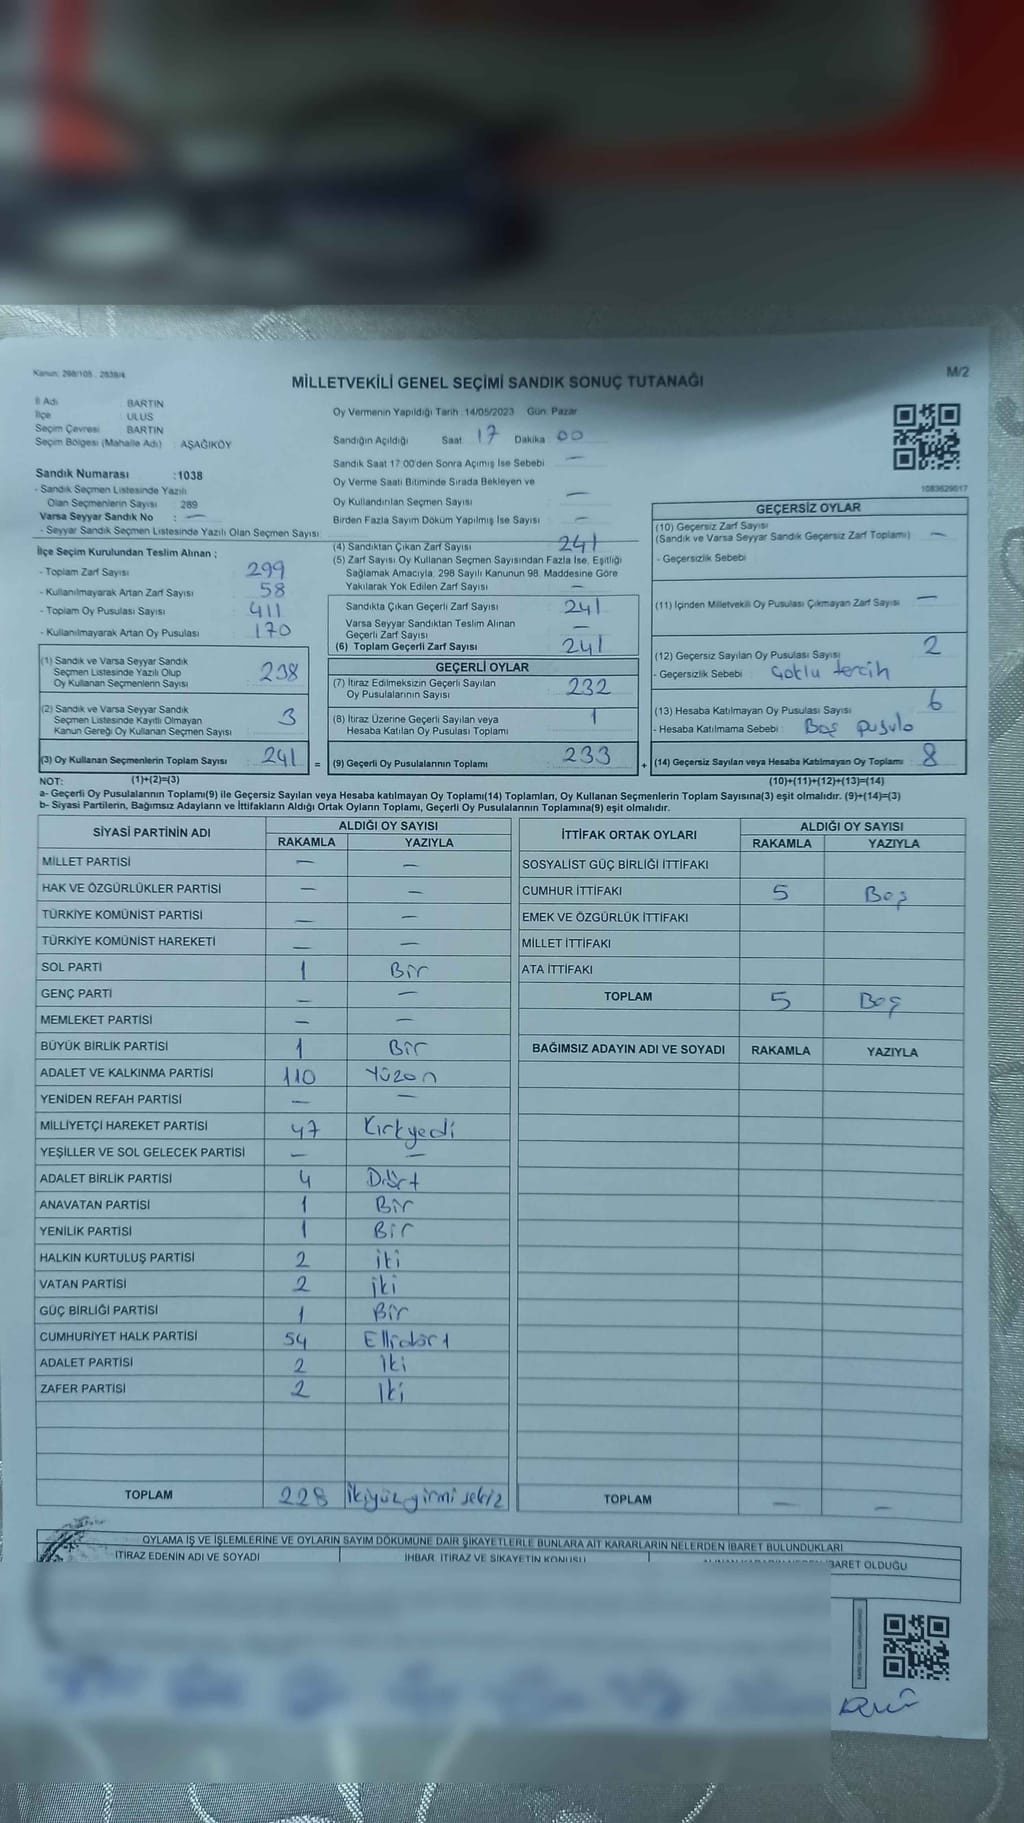 Kanun: 298/105 . 2839/4
MİLLETVEKİLİ GENEL SEÇİMİ SANDIK SONUÇ TUTANAĞI
M/2
İl Adı BARTIN
İlçe : ULUS
Seçim Çevresi : BARTIN
Seçim Bölgesi (Mahalle Adı) : AŞAĞIKÖY
Oy Vermenin Yapıldığı Tarih :14/05/2023 Gün: Pazar
Sandığın Açıldığı Saat 17 Dakika 00
Sandık Saat 17:00'den Sonra Açımış İse Sebebi —
Oy Verme Saati Bitiminde Sırada Bekleyen ve
Oy Kullandırılan Seçmen Sayısı —
Birden Fazla Sayım Döküm Yapılmış İse Sayısı —
1083629017
Sandık Numarası :1038
- Sandık Seçmen Listesinde Yazılı
Olan Seçmenlerin Sayısı 289
Varsa Seyyar Sandık No : —
- Seyyar Sandık Seçmen Listesinde Yazılı Olan Seçmen Sayısı
İlçe Seçim Kurulundan Teslim Alınan ;
- Toplam Zarf Sayısı 299
- Kullanılmayarak Artan Zarf Sayısı 58
- Toplam Oy Pusulası Sayısı 411
- Kullanılmayarak Artan Oy Pusulası 170
(1) Sandık ve Varsa Seyyar Sandık
Seçmen Listesinde Yazılı Olup
Oy Kullanan Seçmenlerin Sayısı 238
(2) Sandık ve Varsa Seyyar Sandık
Seçmen Listesinde Kayıtlı Olmayan
Kanun Gereği Oy Kullanan Seçmen Sayısı 3
(3) Oy Kullanan Seçmenlerin Toplam Sayısı 241
(4) Sandıktan Çıkan Zarf Sayısı 241
(5) Zarf Sayısı Oy Kullanan Seçmen Sayısından Fazla İse, Eşitliği
Sağlamak Amacıyla, 298 Sayılı Kanunun 98. Maddesine Göre
Yakılarak Yok Edilen Zarf Sayısı —
Sandıkta Çıkan Geçerli Zarf Sayısı 241
Varsa Seyyar Sandıktan Teslim Alınan
Geçerli Zarf Sayısı —
(6) Toplam Geçerli Zarf Sayısı 241
GEÇERLİ OYLAR
(7) İtiraz Edilmeksizin Geçerli Sayılan
Oy Pusulalarının Sayısı 232
(8) İtiraz Üzerine Geçerli Sayılan veya
Hesaba Katılan Oy Pusulası Toplamı 1
= (9) Geçerli Oy Pusulalarının Toplamı 233
GEÇERSİZ OYLAR
(10) Geçersiz Zarf Sayısı
(Sandık ve Varsa Seyyar Sandık Geçersiz Zarf Toplamı) —
- Geçersizlik Sebebi
(11) İçinden Milletvekili Oy Pusulası Çıkmayan Zarf Sayısı —
(12) Geçersiz Sayılan Oy Pusulası Sayısı 2
- Geçersizlik Sebebi : Çoklu tercih
(13) Hesaba Katılmayan Oy Pusulası Sayısı 6
- Hesaba Katılmama Sebebi : Boş pusula
+ (14) Geçersiz Sayılan veya Hesaba Katılmayan Oy Toplamı 8
NOT: (1)+(2)=(3)
(10)+(11)+(12)+(13)=(14)
a- Geçerli Oy Pusulalarının Toplamı(9) ile Geçersiz Sayılan veya Hesaba Katılmayan Oy Toplamı(14) Toplamları, Oy Kullanan Seçmenlerin Toplam Sayısına(3) eşit olmalıdır. (9)+(14)=(3)
b- Siyasi Partilerin, Bağımsız Adayların ve İttifakların Aldığı Ortak Oyların Toplamı, Geçerli Oy Pusulalarının Toplamına(9) eşit olmalıdır.
SİYASİ PARTİNİN ADI ALDIĞI OY SAYISI
RAKAMLA YAZIYLA
MİLLET PARTİSİ — —
HAK VE ÖZGÜRLÜKLER PARTİSİ — —
TÜRKİYE KOMÜNİST PARTİSİ — —
TÜRKİYE KOMÜNİST HAREKETİ — —
SOL PARTİ 1 Bir
GENÇ PARTİ — —
MEMLEKET PARTİSİ — —
BÜYÜK BİRLİK PARTİSİ 1 Bir
ADALET VE KALKINMA PARTİSİ 110 Yüzon
YENİDEN REFAH PARTİSİ — —
MİLLİYETÇİ HAREKET PARTİSİ 47 Kırkyedi
YEŞİLLER VE SOL GELECEK PARTİSİ — —
ADALET BİRLİK PARTİSİ 4 Dört
ANAVATAN PARTİSİ 1 Bir
YENİLİK PARTİSİ 1 Bir
HALKIN KURTULUŞ PARTİSİ 2 iki
VATAN PARTİSİ 2 iki
GÜÇ BİRLİĞİ PARTİSİ 1 Bir
CUMHURİYET HALK PARTİSİ 54 Ellidört
ADALET PARTİSİ 2 İki
ZAFER PARTİSİ 2 İki
TOPLAM 228 İkiyüzyirmi sekiz
İTTİFAK ORTAK OYLARI ALDIĞI OY SAYISI
RAKAMLA YAZIYLA
SOSYALİST GÜÇ BİRLİĞİ İTTİFAKI
CUMHUR İTTİFAKI 5 Beş
EMEK VE ÖZGÜRLÜK İTTİFAKI
MİLLET İTTİFAKI
ATA İTTİFAKI
TOPLAM 5 Beş
BAĞIMSIZ ADAYIN ADI VE SOYADI RAKAMLA YAZIYLA
TOPLAM — —
OYLAMA İŞ VE İŞLEMLERİNE VE OYLARIN SAYIM DÖKÜMÜNE DAİR ŞİKAYETLERLE BUNLARA AİT KARARLARIN NELERDEN İBARET BULUNDUKLARI
İTİRAZ EDENİN ADI VE SOYADI
İHBAR, İTİRAZ VE ŞİKAYETİN KONUSU
İBARET OLDUĞU